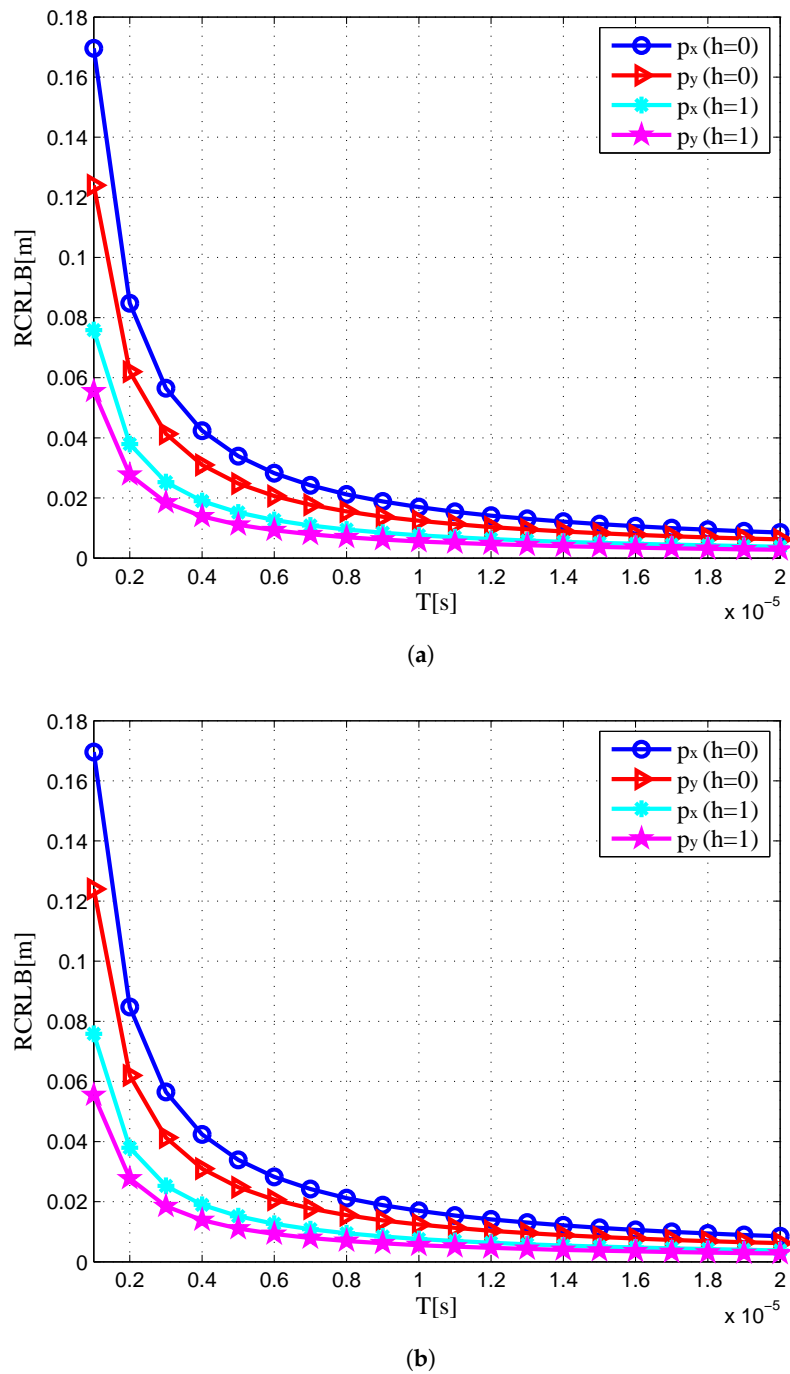 0.18
0.16
0.14
0.12
0.1
0.08
0.06
0.04
0.02
0
RCRLB[m]
px (h=0)
py (h=0)
px (h=1)
py (h=1)
0.2 0.4 0.6 0.8 1 1.2 1.4 1.6 1.8 2
T[s]
x 10⁻⁵
(a)
0.18
0.16
0.14
0.12
0.1
0.08
0.06
0.04
0.02
0
RCRLB[m]
px (h=0)
py (h=0)
px (h=1)
py (h=1)
0.2 0.4 0.6 0.8 1 1.2 1.4 1.6 1.8 2
T[s]
x 10⁻⁵
(b)